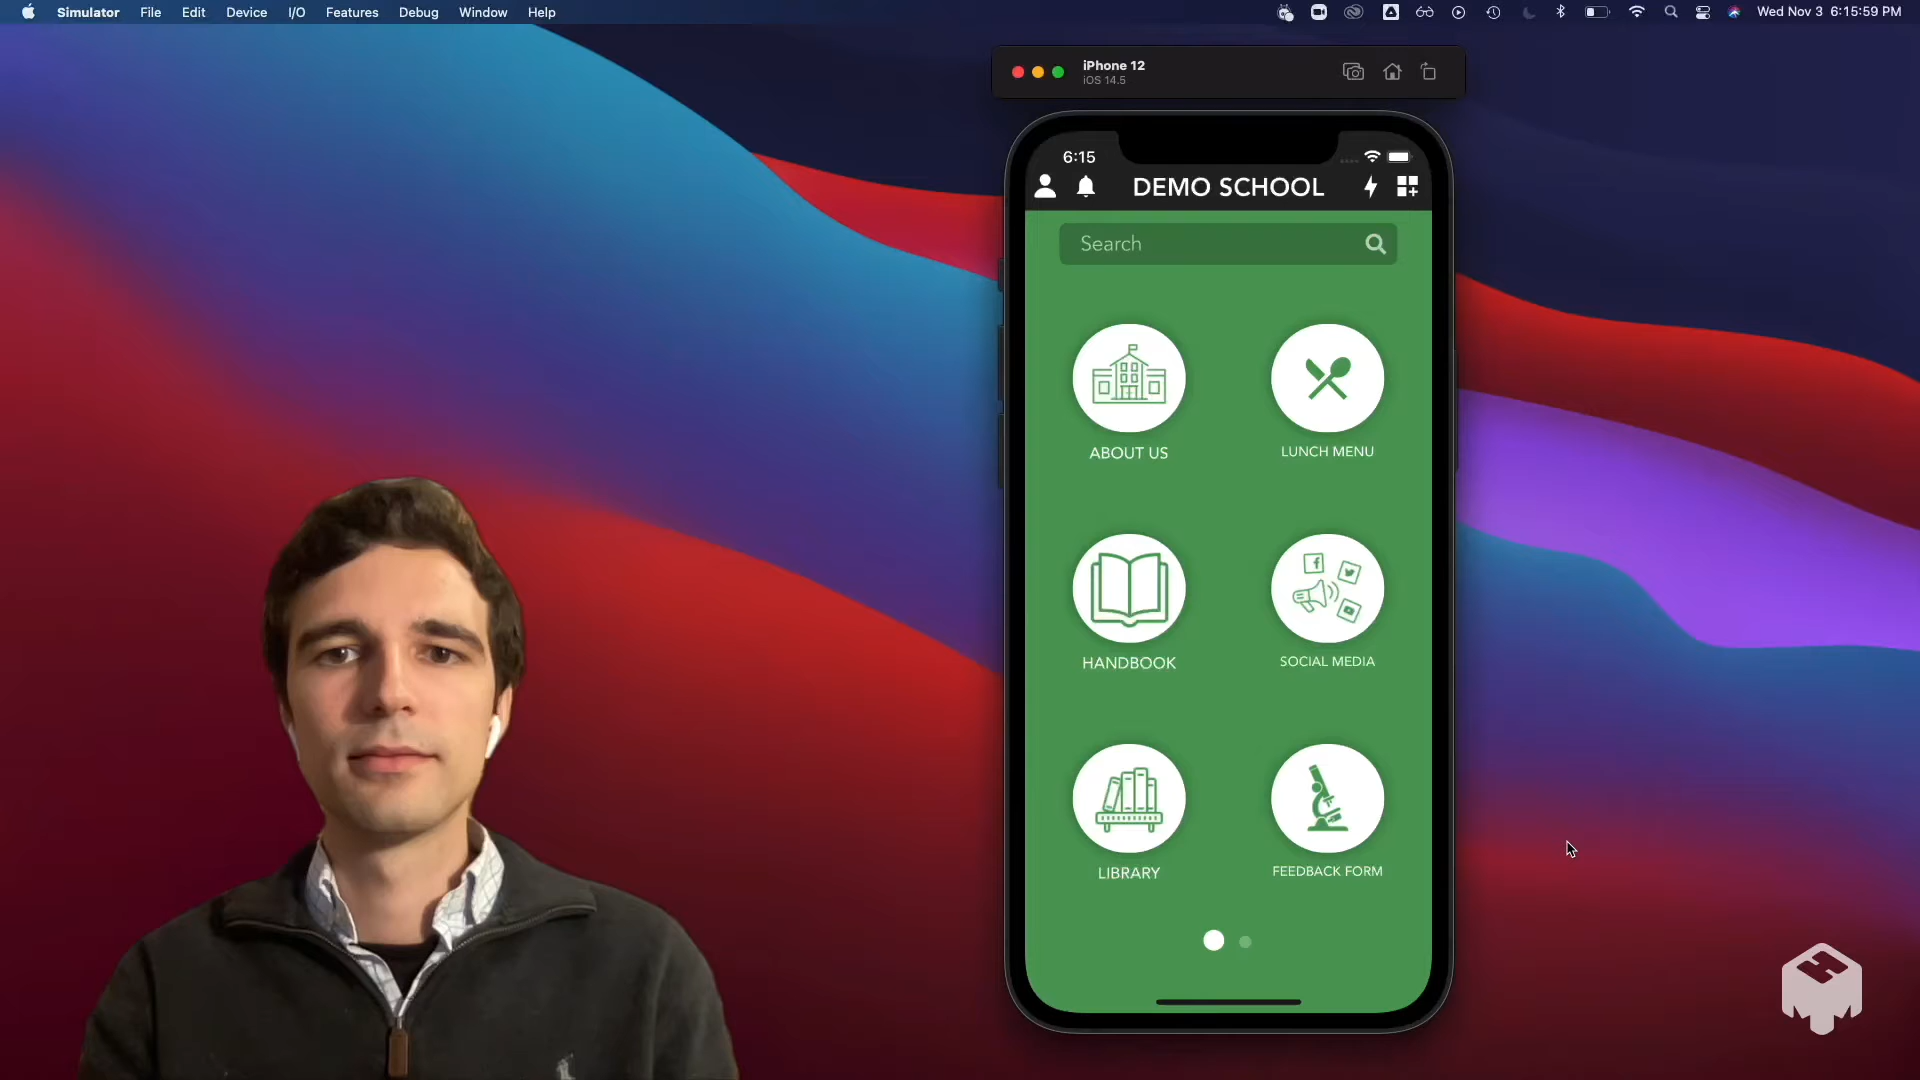 Simulator File Edit View Device I/O Features Debug Window Help
Wed Nov 3 6:15:59 PM
iPhone 12
iOS 14.5
6:15
DEMO SCHOOL
Search
ABOUT US
LUNCH MENU
HANDBOOK
SOCIAL MEDIA
LIBRARY
FEEDBACK FORM